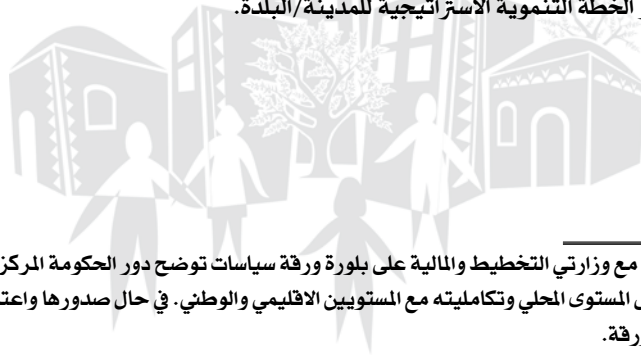 الخطة التنموية الاستراتيجية للمدينة/البلدة.
مع وزارتي التخطيط والمالية على بلورة ورقة سياسات توضح دور الحكومة المركز
المستوى المحلي وتكامليته مع المستويين الاقليمي والوطني. في حال صدورها واعت
رقة.